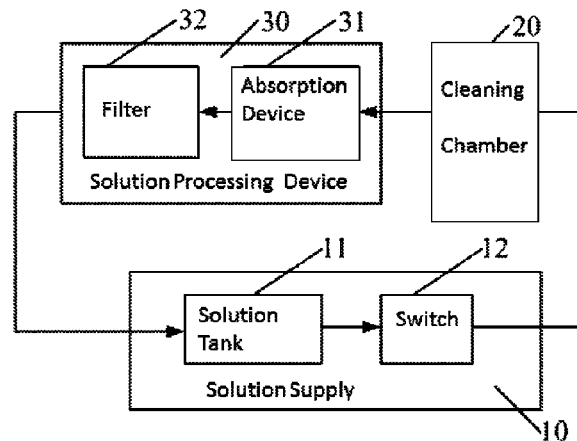 32
30
31
20
Filter
Absorption
Device
Cleaning
Chamber
Solution Processing Device
11
12
Solution
Tank
Switch
Solution Supply
10